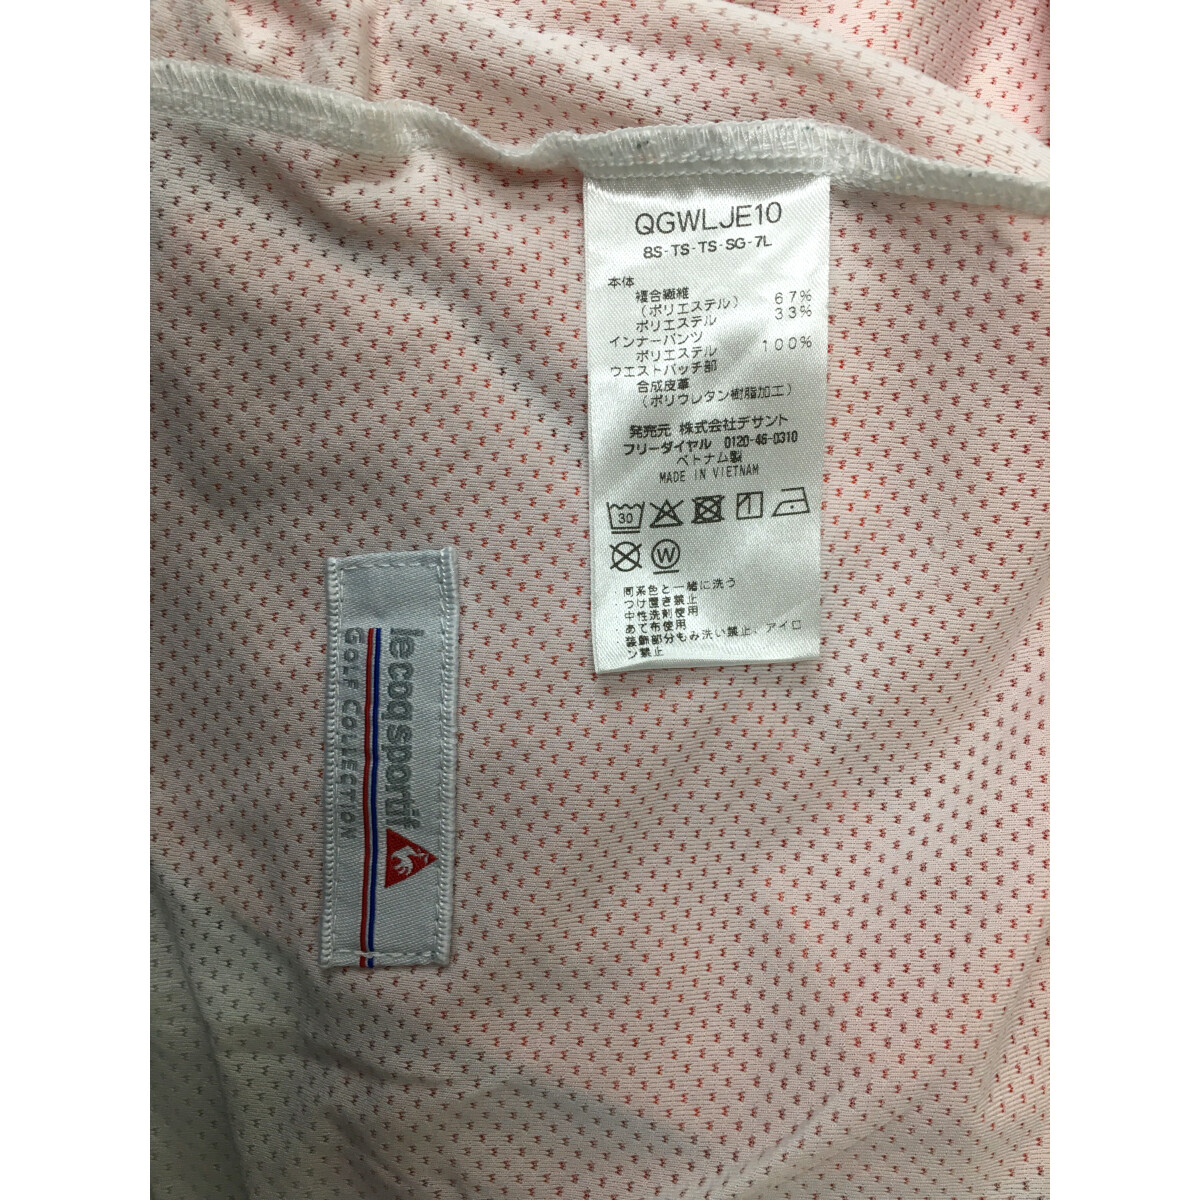 QGWLJE10
8S-TS-TS-SG-7L
本体
複合繊維
(ポリエステル) 67%
ポリエステル 33%
インナーパンツ
ポリエステル 100%
ウエストパッチ部
合成皮革
(ポリウレタン樹脂加工)
発売元 株式会社デサント
フリーダイヤル 0120-46-0310
ベトナム製
MADE IN VIETNAM
30
W
・同系色と一緒に洗う
・つけ置き禁止
・中性洗剤使用
・あて布使用
・装飾部分もみ洗い禁止、アイロ
ン禁止
lecoqsportif
GOLF COLLECTION